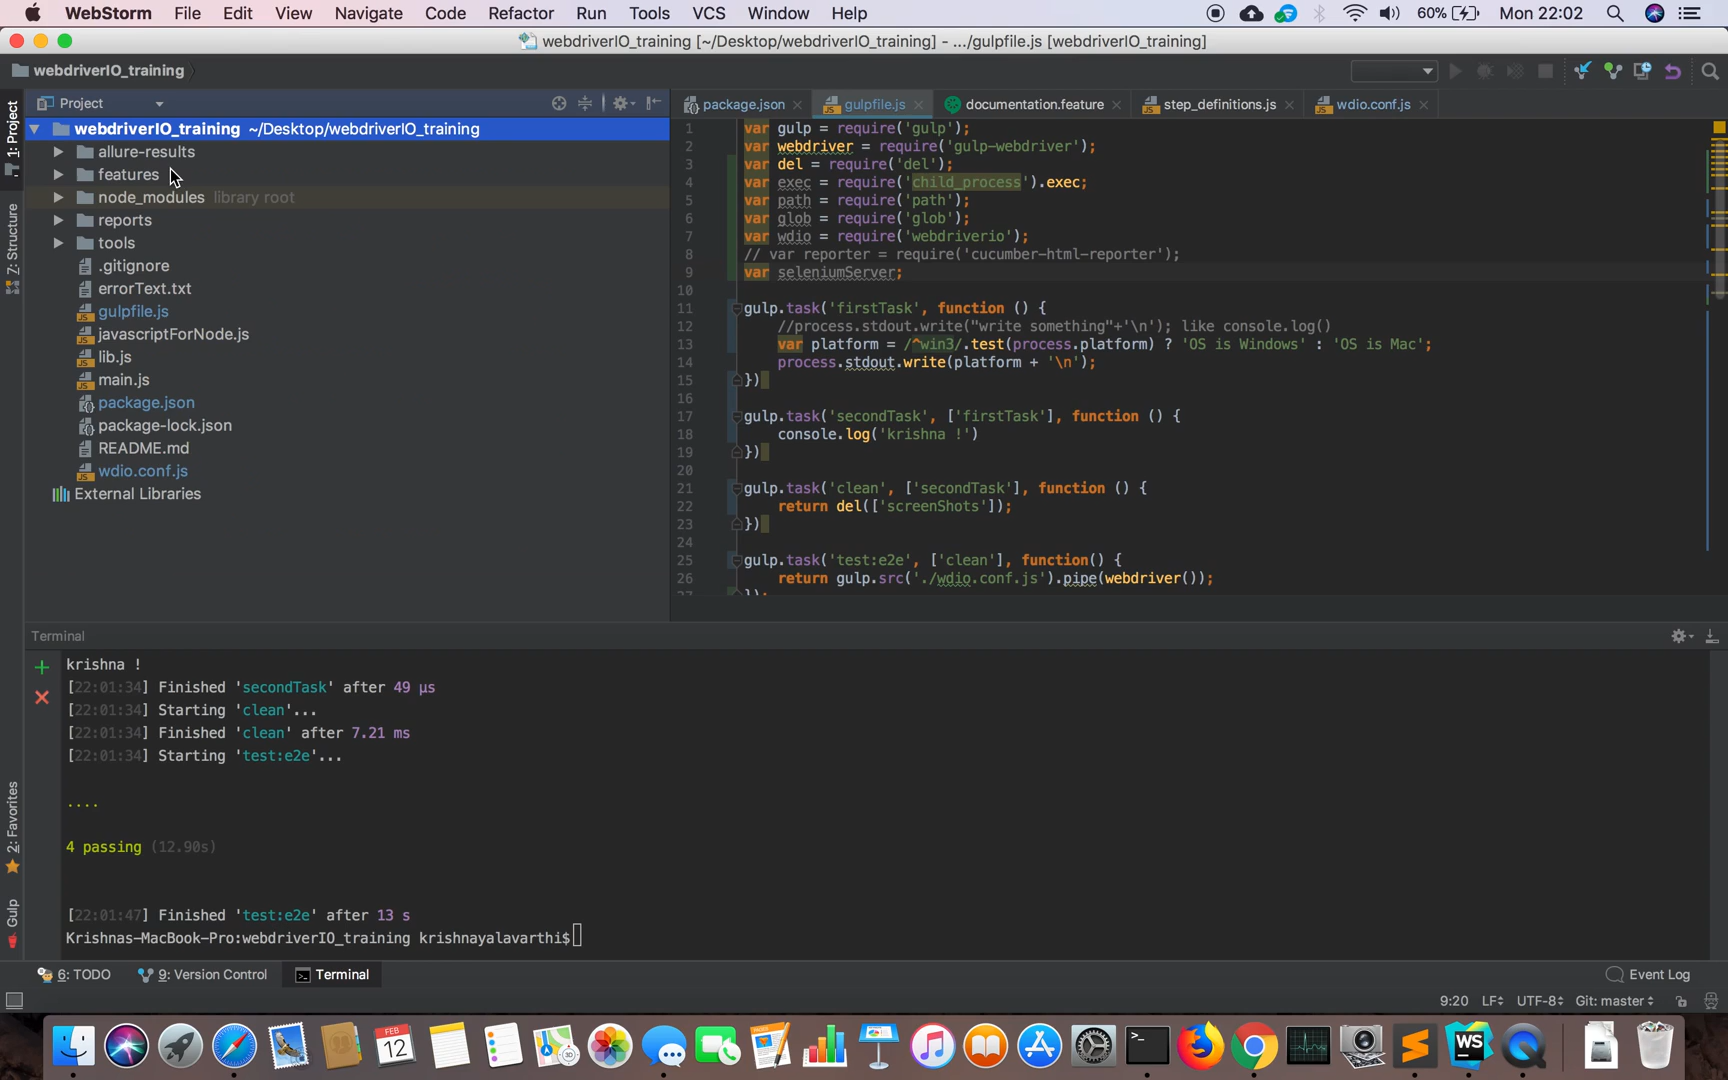 WebStorm File Edit View Navigate Code Refactor Run Tools VCS Window Help 60% Mon 22:02
webdriverIO_training [~/Desktop/webdriverIO_training] - .../gulpfile.js [webdriverIO_training]
webdriverIO_training
1: Project
Z: Structure
2: Favorites
Gulp
Project
webdriverIO_training ~/Desktop/webdriverIO_training
allure-results
features
node_modules library root
reports
tools
.gitignore
errorText.txt
gulpfile.js
javascriptForNode.js
lib.js
main.js
package.json
package-lock.json
README.md
wdio.conf.js
External Libraries
package.json gulpfile.js documentation.feature step_definitions.js wdio.conf.js
1 var gulp = require('gulp');
2 var webdriver = require('gulp-webdriver');
3 var del = require('del');
4 var exec = require('child_process').exec;
5 var path = require('path');
6 var glob = require('glob');
7 var wdio = require('webdriverio');
8 // var reporter = require('cucumber-html-reporter');
9 var seleniumServer;
10
11 gulp.task('firstTask', function () {
12 //process.stdout.write("write something"+'\n'); like console.log()
13 var platform = /^win3/.test(process.platform) ? 'OS is Windows' : 'OS is Mac';
14 process.stdout.write(platform + '\n');
15 })
16
17 gulp.task('secondTask', ['firstTask'], function () {
18 console.log('krishna !')
19 })
20
21 gulp.task('clean', ['secondTask'], function () {
22 return del(['screenShots']);
23 })
24
25 gulp.task('test:e2e', ['clean'], function() {
26 return gulp.src('./wdio.conf.js').pipe(webdriver());
27 });
Terminal
krishna !
[22:01:34] Finished 'secondTask' after 49 μs
[22:01:34] Starting 'clean'...
[22:01:34] Finished 'clean' after 7.21 ms
[22:01:34] Starting 'test:e2e'...
....
4 passing (12.90s)
[22:01:47] Finished 'test:e2e' after 13 s
Krishnas-MacBook-Pro:webdriverIO_training krishnayalavarthi$
6: TODO 9: Version Control Terminal Event Log
9:20 LF UTF-8 Git: master
FEB
12
WS